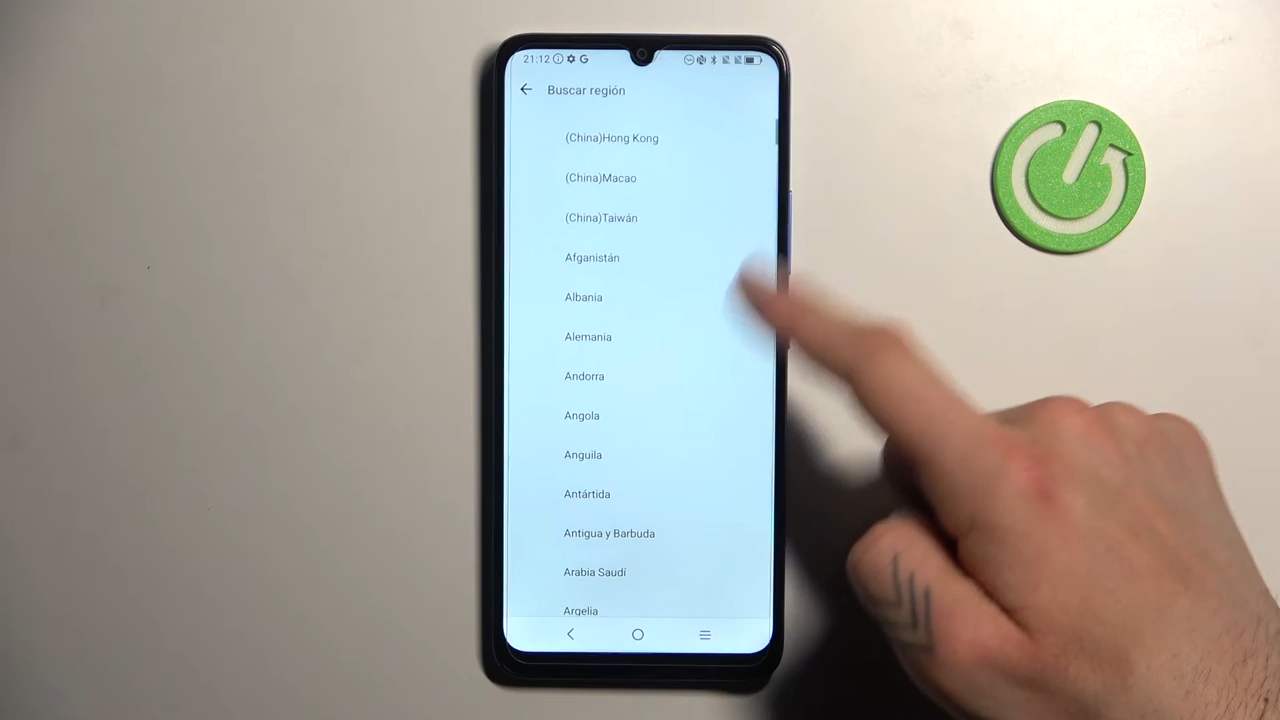 21:12
Buscar región
(China)Hong Kong
(China)Macao
(China)Taiwán
Afganistán
Albania
Alemania
Andorra
Angola
Anguila
Antártida
Antigua y Barbuda
Arabia Saudí
Argelia